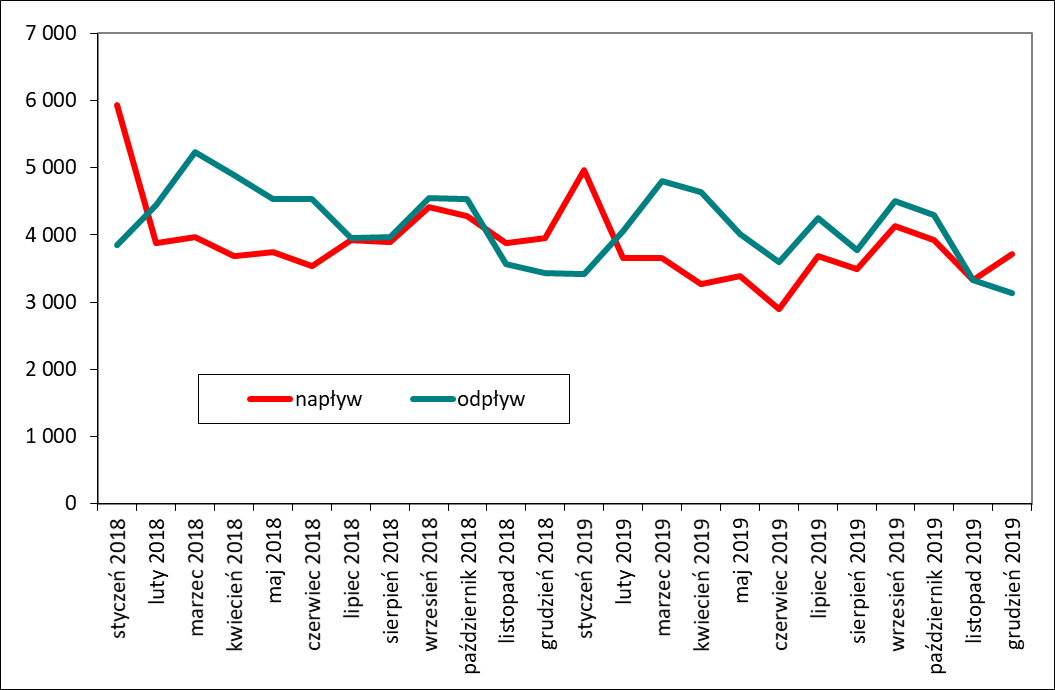 7 000
6 000
5 000
4 000
3 000
2 000
1 000
0
napływ
odpływ
styczeń 2018
luty 2018
marzec 2018
kwiecień 2018
maj 2018
czerwiec 2018
lipiec 2018
sierpień 2018
wrzesień 2018
październik 2018
listopad 2018
grudzień 2018
styczeń 2019
luty 2019
marzec 2019
kwiecień 2019
maj 2019
czerwiec 2019
lipiec 2019
sierpień 2019
wrzesień 2019
październik 2019
listopad 2019
grudzień 2019